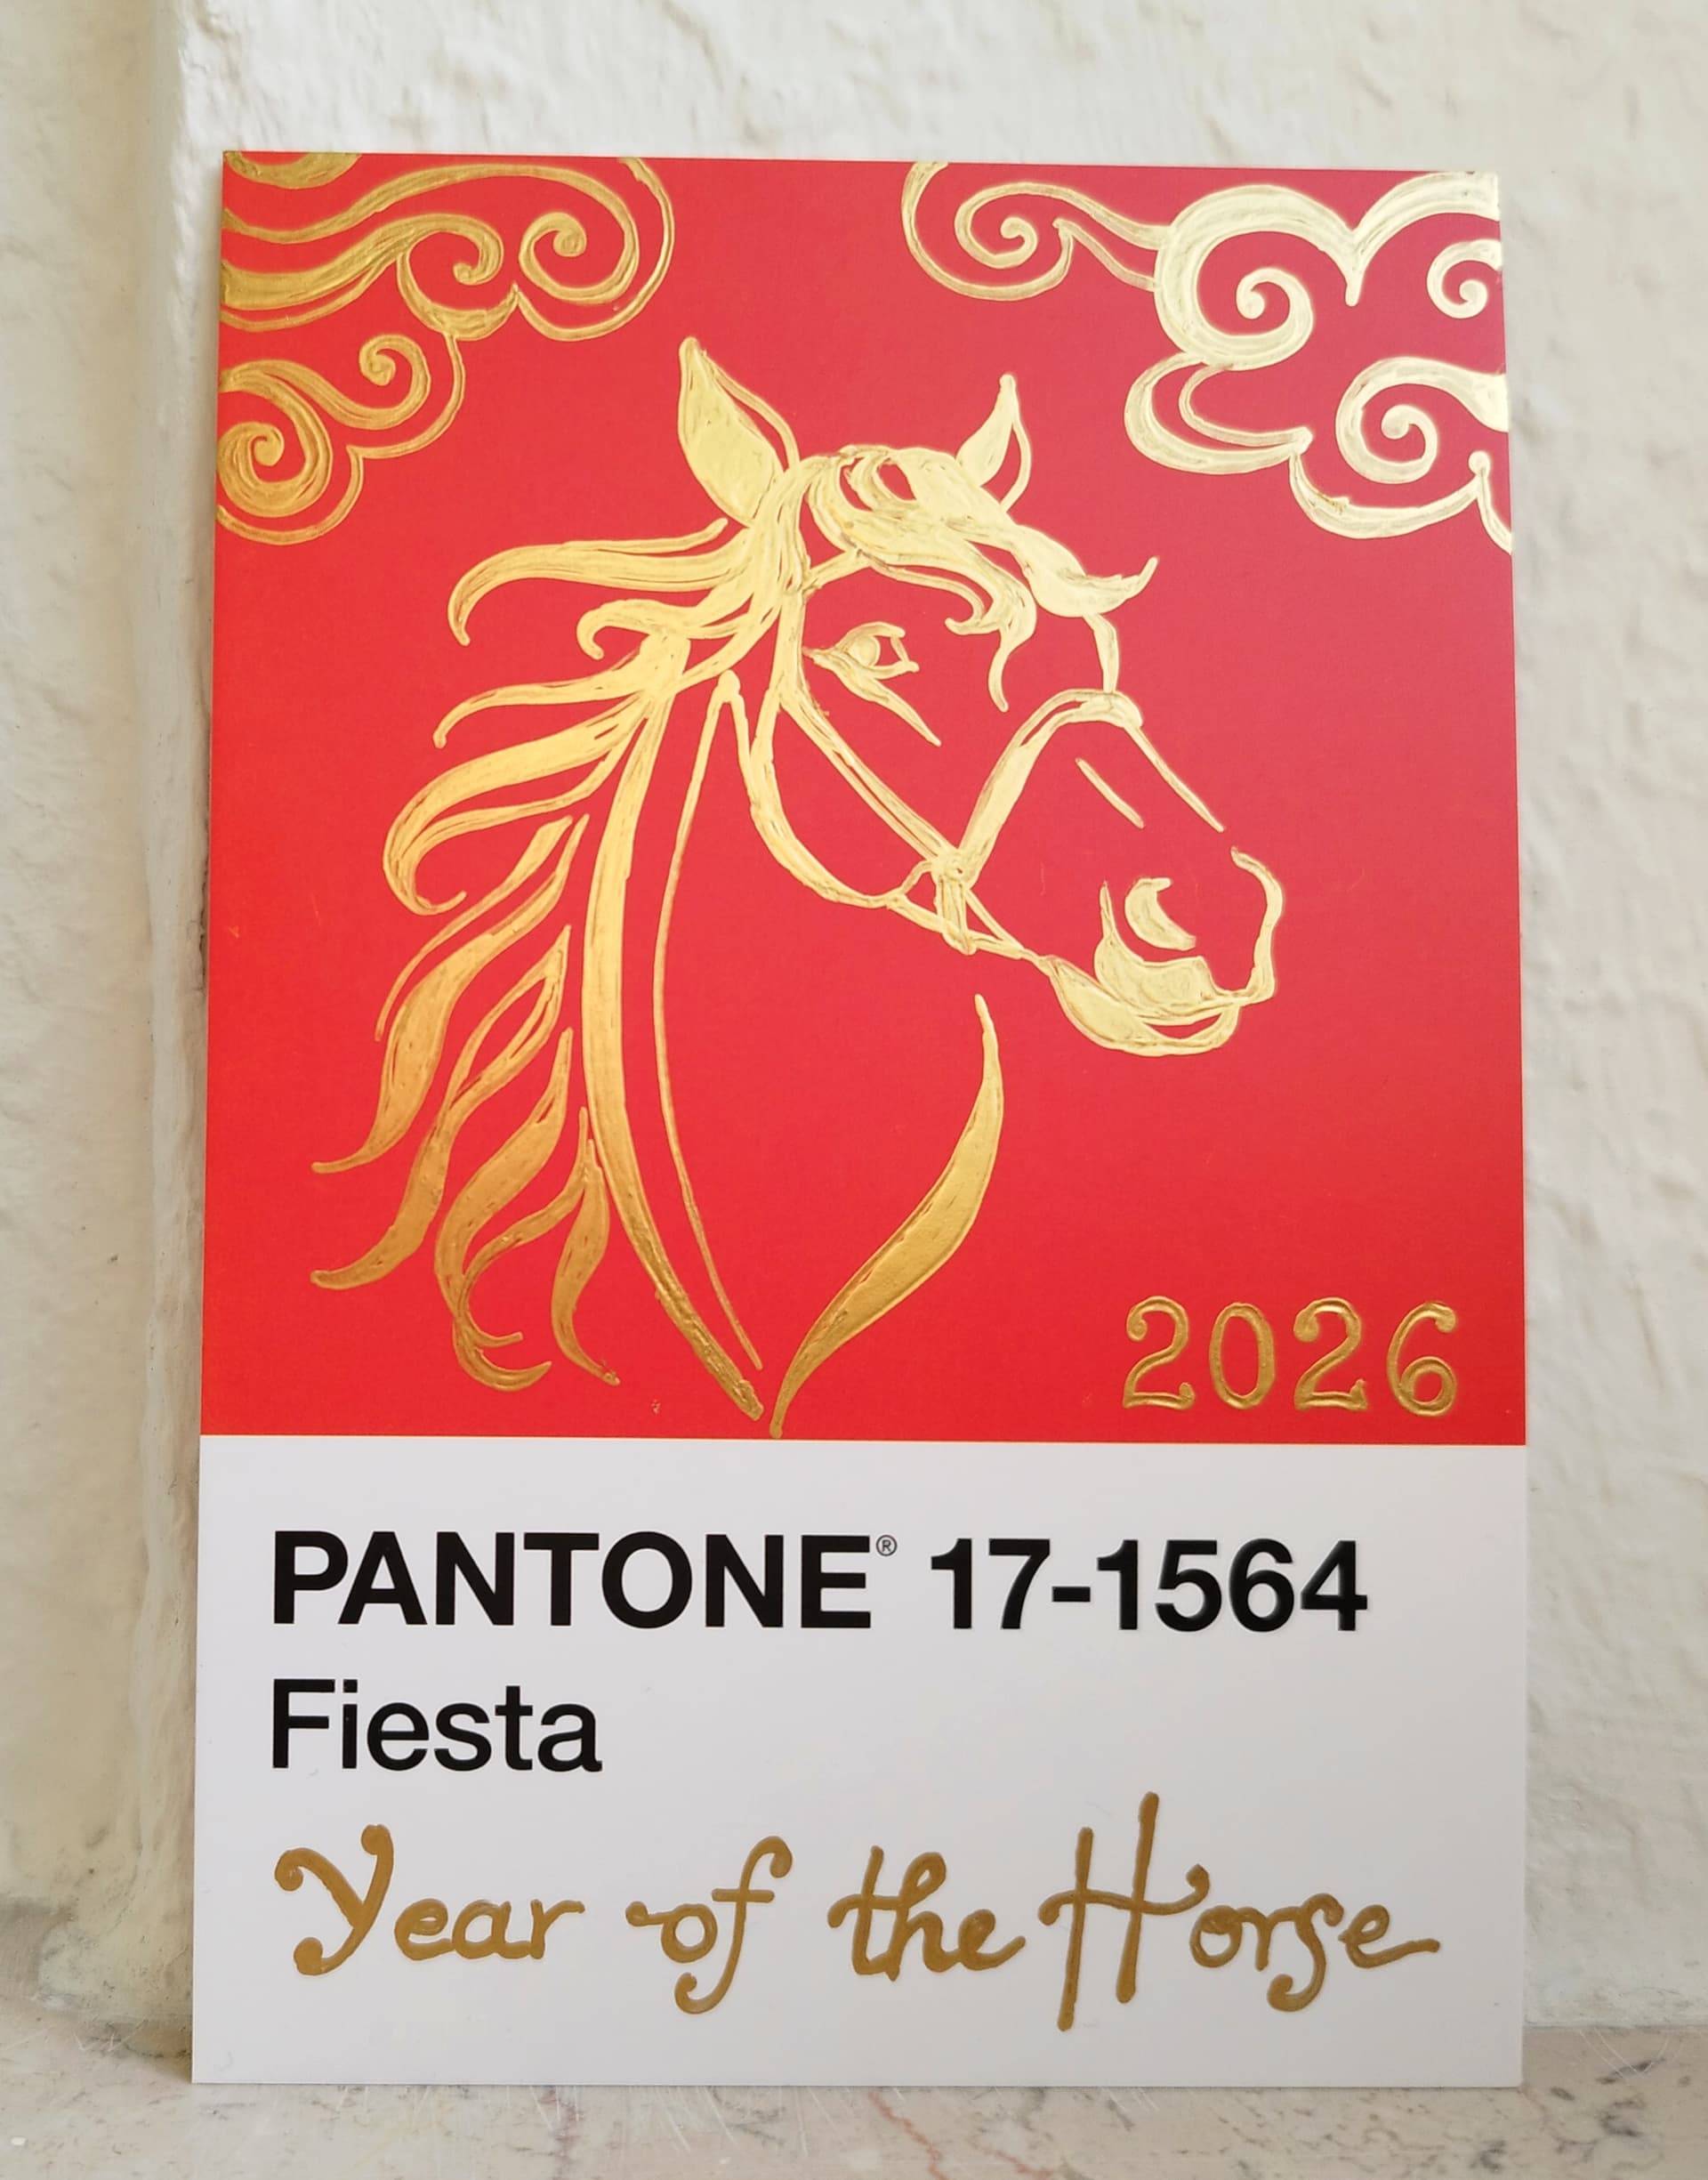 2026
PANTONE® 17-1564
Fiesta
Year of the Horse